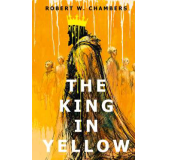 ROBERT W. CHAMBERS
THE
KING
IN
YELLOW